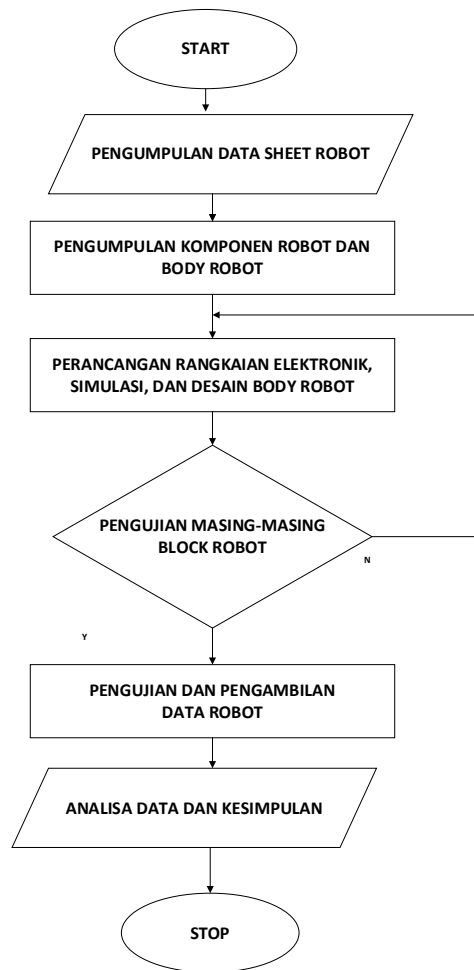 START
PENGUMPULAN DATA SHEET ROBOT
PENGUMPULAN KOMPONEN ROBOT DAN
BODY ROBOT
PERANCANGAN RANGKAIAN ELEKTRONIK,
SIMULASI, DAN DESAIN BODY ROBOT
PENGUJIAN MASING-MASING
BLOCK ROBOT
N
Y
PENGUJIAN DAN PENGAMBILAN
DATA ROBOT
ANALISA DATA DAN KESIMPULAN
STOP